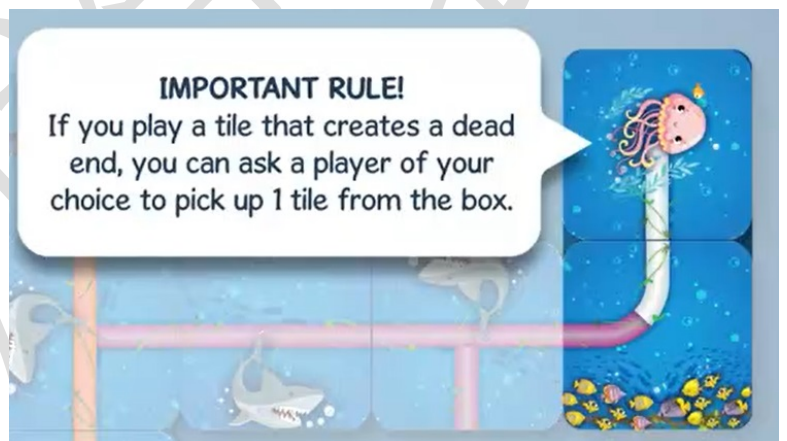 IMPORTANT RULE!
If you play a tile that creates a dead
end, you can ask a player of your
choice to pick up 1 tile from the box.